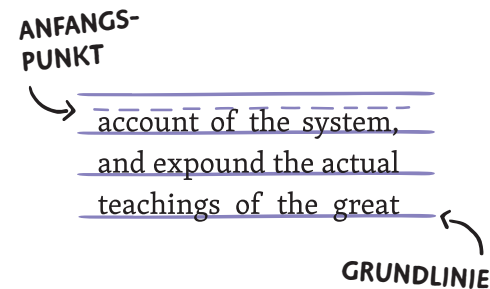 ANFANGS-
PUNKT
account of the system,
and expound the actual
teachings of the great
GRUNDLINIE